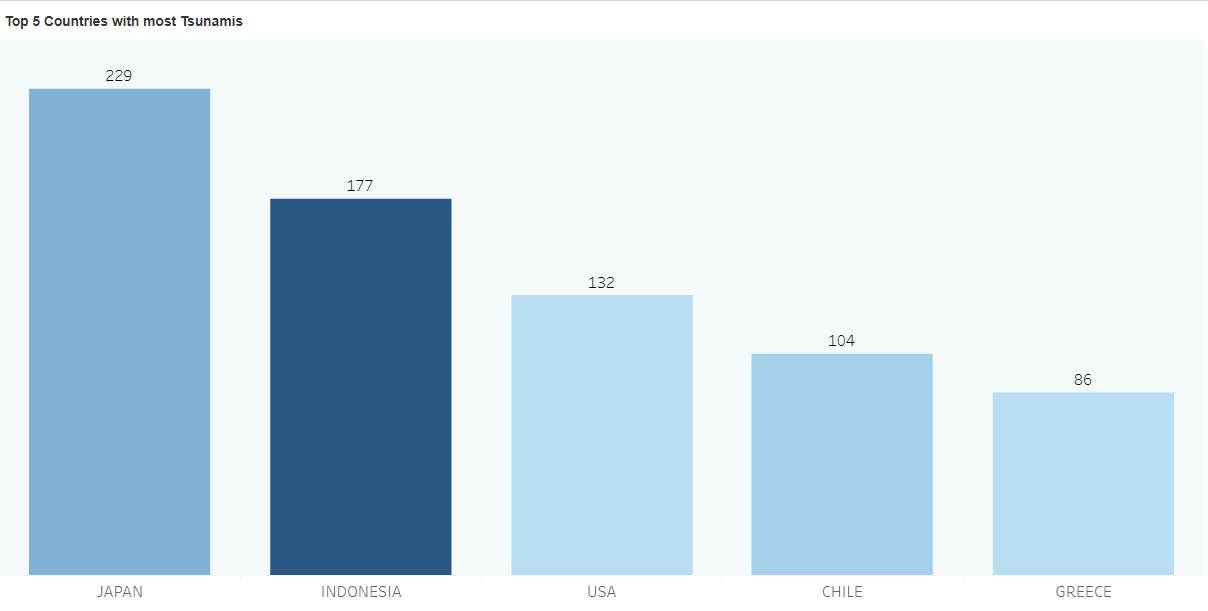 Top 5 Countries with most Tsunamis
229
177
132
104
86
JAPAN INDONESIA USA CHILE GREECE